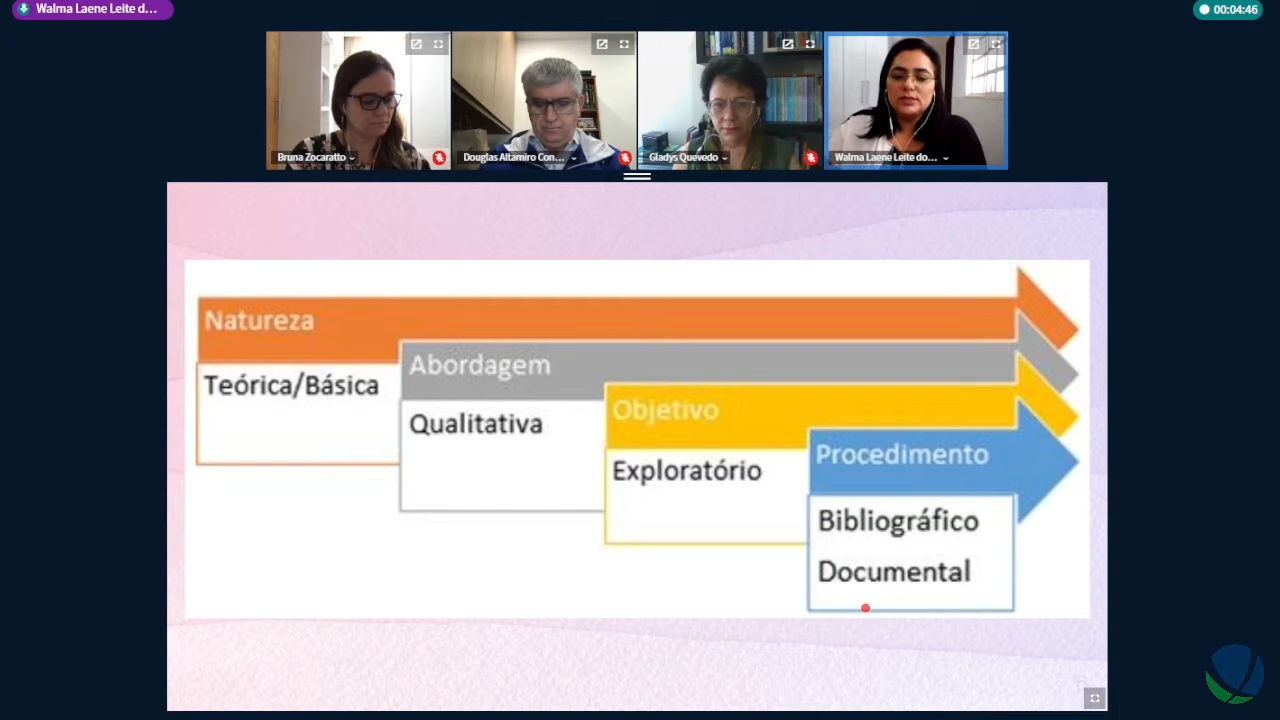 Walma Laene Leite d...
00:04:46
Bruna Zocaratto
Douglas Altamiro Con...
Gladys Quevedo
Walma Laene Leite do...
Natureza
Teórica/Básica
Abordagem
Qualitativa
Objetivo
Exploratório
Procedimento
Bibliográfico
Documental